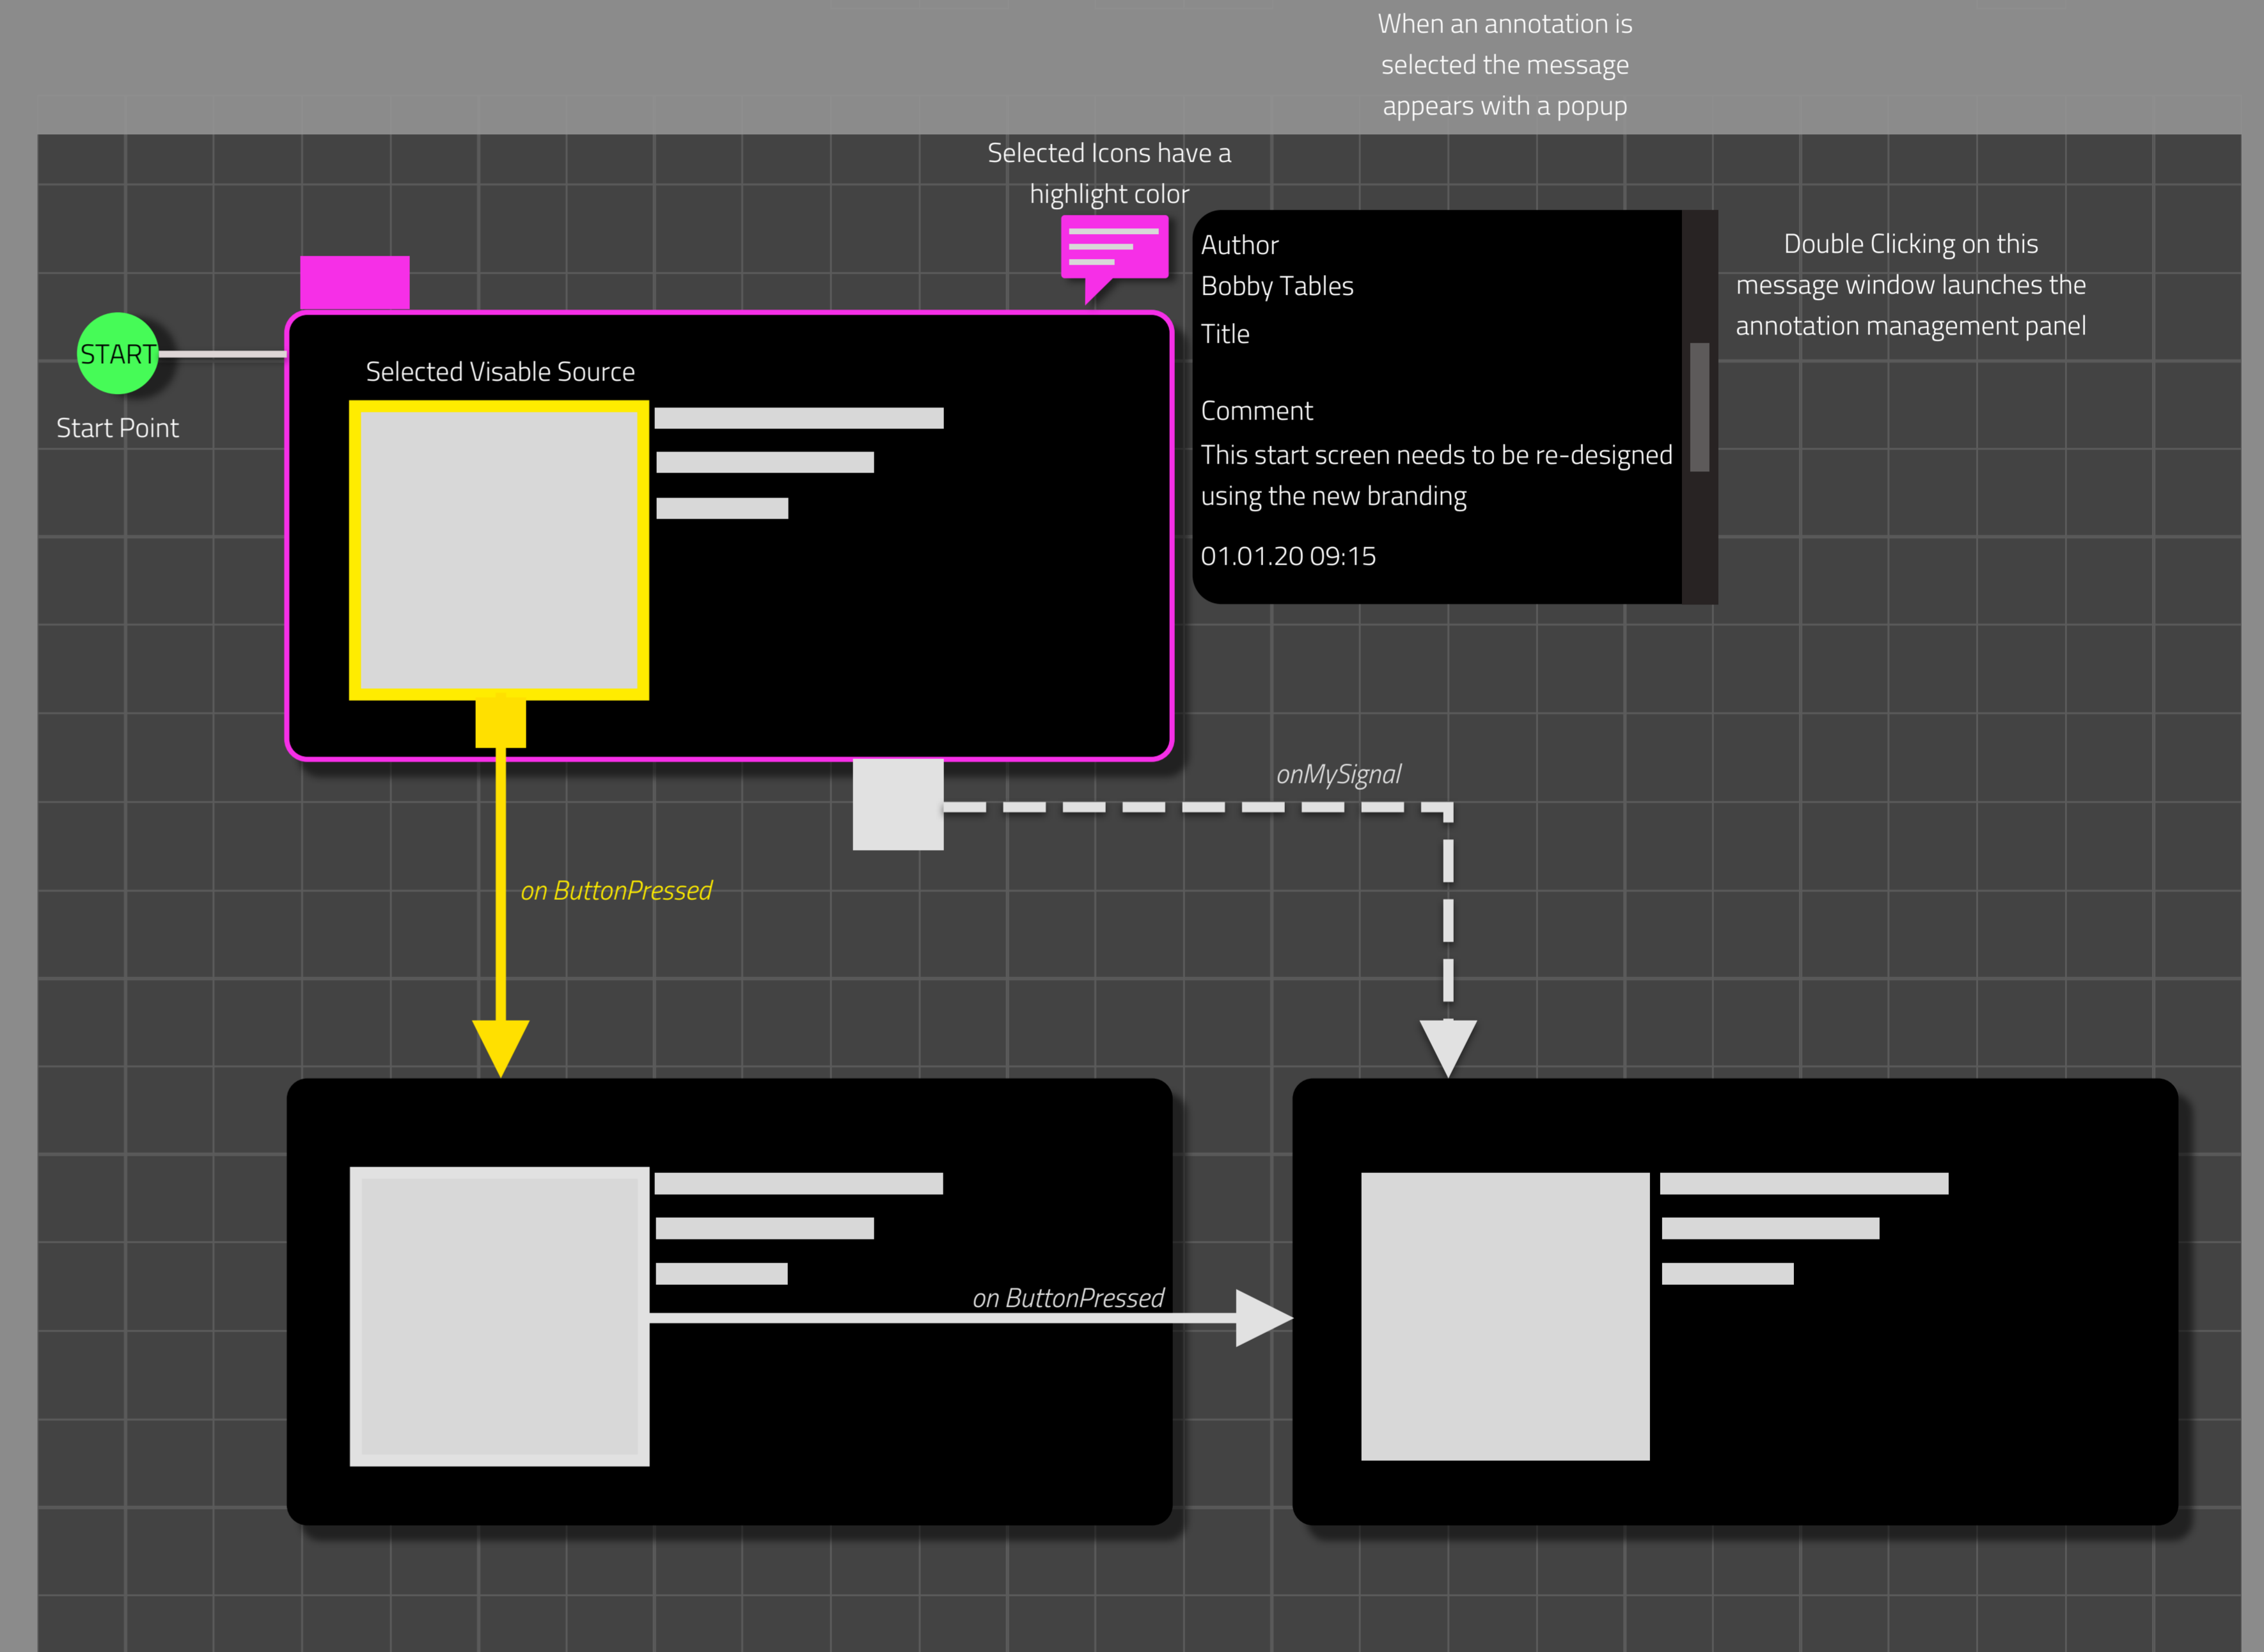 When an annotation is
selected the message
appears with a popup
Selected Icons have a
highlight color
Author
Bobby Tables
Title
Comment
This start screen needs to be re-designed
using the new branding
01.01.20 09:15
Double Clicking on this
message window launches the
annotation management panel
START
Start Point
Selected Visable Source
onMySignal
on ButtonPressed
on ButtonPressed